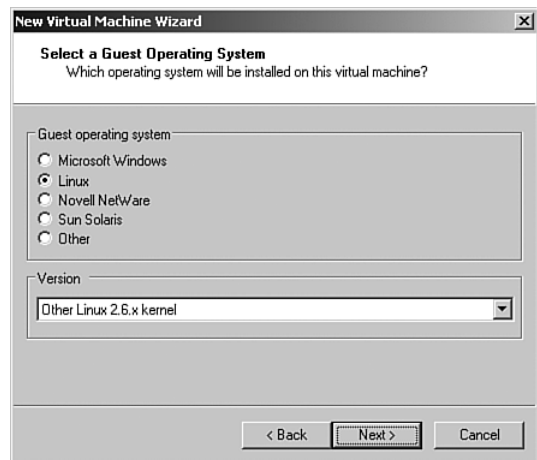 New Virtual Machine Wizard
Select a Guest Operating System
Which operating system will be installed on this virtual machine?
Guest operating system
Microsoft Windows
Linux
Novell NetWare
Sun Solaris
Other
Version
Other Linux 2.6.x kernel
< Back Next > Cancel